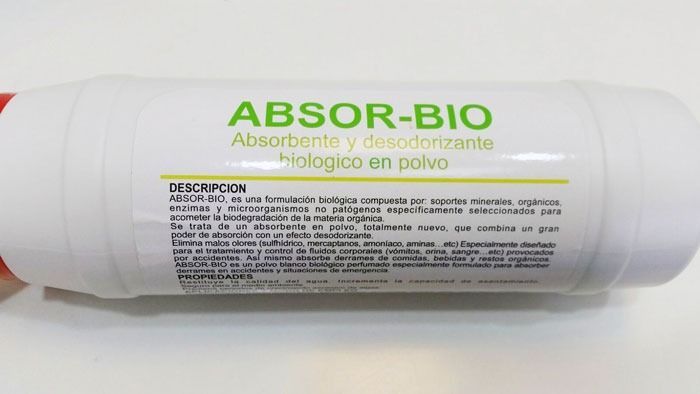 ABSOR-BIO
Absorbente y desodorizante
biologico en polvo
DESCRIPCION
ABSOR-BIO, es una formulación biológica compuesta por: soportes minerales, orgánicos,
enzimas y microorganismos no patógenos específicamente seleccionados para
acometer la biodegradación de la materia orgánica.
Se trata de un absorbente en polvo, totalmente nuevo, que combina un gran
poder de absorción con un efecto desodorizante.
Elimina malos olores (sulfhídrico, mercaptanos, amoníaco, aminas...etc) Especialmente diseñado
para el tratamiento y control de fluidos corporales (vómitos, orina, sangre...etc) provocados
por accidentes. Así mismo absorbe derrames de comidas, bebidas y restos orgánicos.
ABSOR-BIO es un polvo blanco biológico perfumado especialmente formulado para absorber
derrames en accidentes y situaciones de emergencia.
PROPIEDADES
Restituye la calidad del agua. Incrementa la capacidad de asentamiento.
Seguro para el medio ambiente.